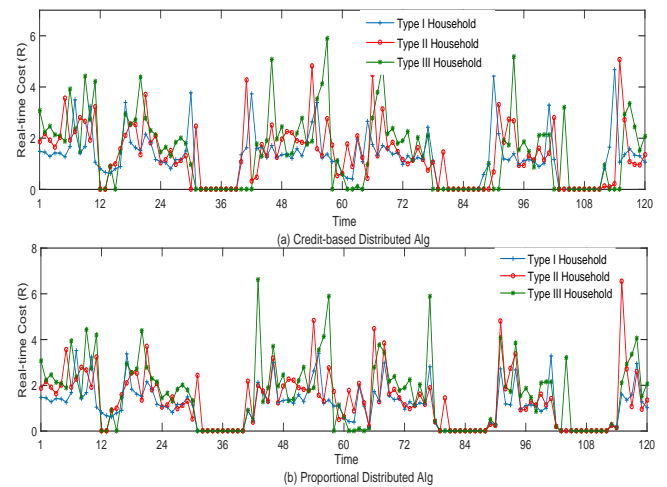 6
4
2
0
Real-time Cost (R)
Type I Household
Type II Household
Type III Household
1 12 24 36 48 60 72 84 96 108 120
Time
(a) Credit-based Distributed Alg
8
6
4
2
0
Real-time Cost (R)
Type I Household
Type II Household
Type III Household
1 12 24 36 48 60 72 84 96 108 120
(b) Proportional Distributed Alg